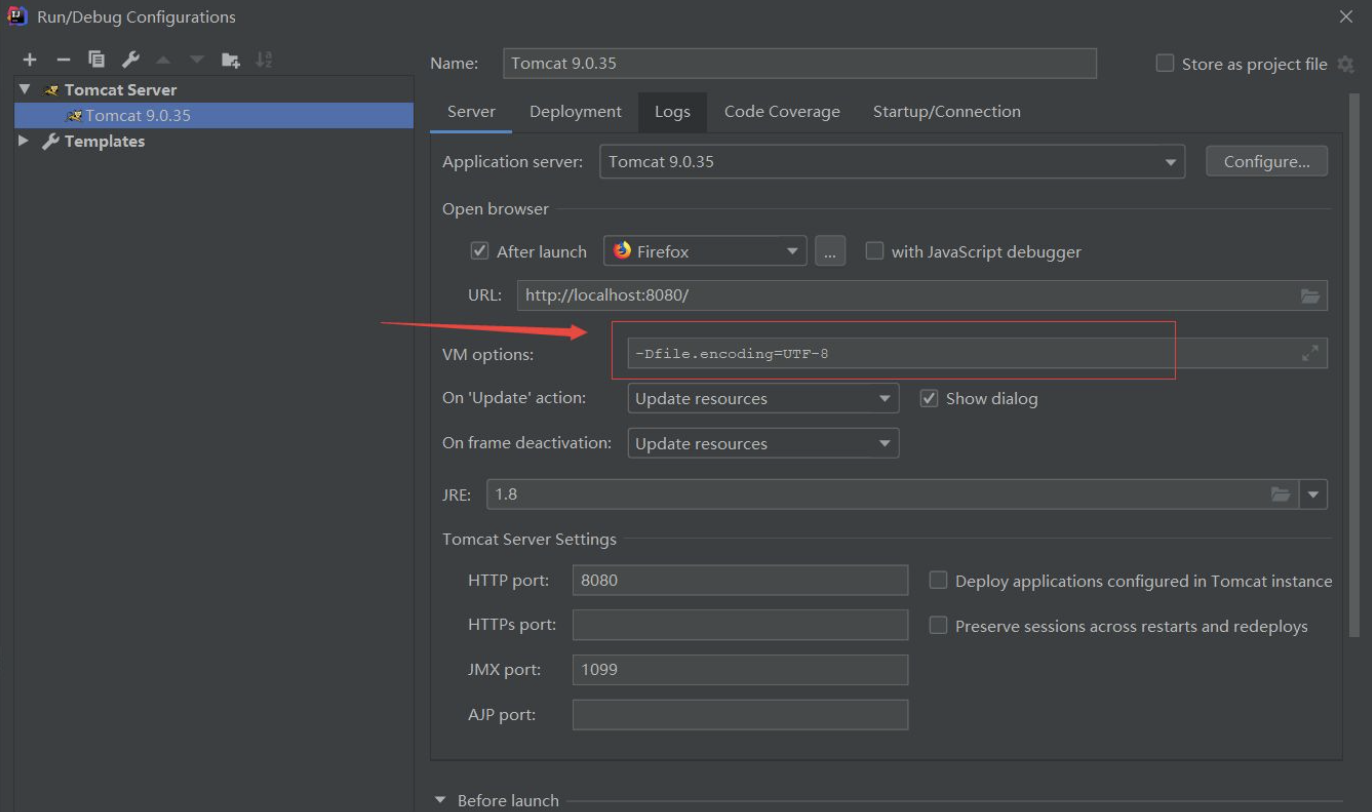 Run/Debug Configurations
Name: Tomcat 9.0.35 Store as project file
Tomcat Server
Tomcat 9.0.35
Templates
Server Deployment Logs Code Coverage Startup/Connection
Application server: Tomcat 9.0.35 Configure...
Open browser
After launch Firefox ... with JavaScript debugger
URL: http://localhost:8080/
VM options: -Dfile.encoding=UTF-8
On 'Update' action: Update resources Show dialog
On frame deactivation: Update resources
JRE: 1.8
Tomcat Server Settings
HTTP port: 8080 Deploy applications configured in Tomcat instance
HTTPs port: Preserve sessions across restarts and redeploys
JMX port: 1099
AJP port:
Before launch